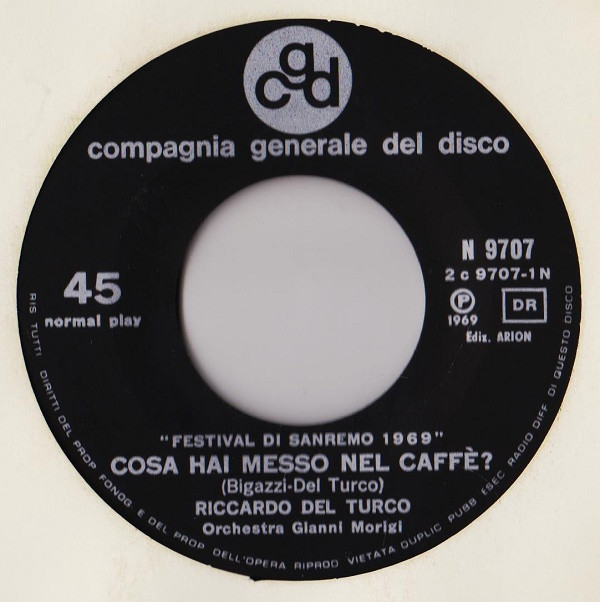 cgd
compagnia generale del disco
45
normal play
N 9707
2 c 9707-1 N
P
1969
DR
Ediz. ARION
"FESTIVAL DI SANREMO 1969"
COSA HAI MESSO NEL CAFFÈ?
(Bigazzi-Del Turco)
RICCARDO DEL TURCO
Orchestra Gianni Morigi
RIS TUTTI DIRITTI DEL PROP FONOG E DEL PROP DELL'OPERA RIPROD VIETATA DUPLIC PUBB ESEC RADIO DIFF DI QUESTO DISCO